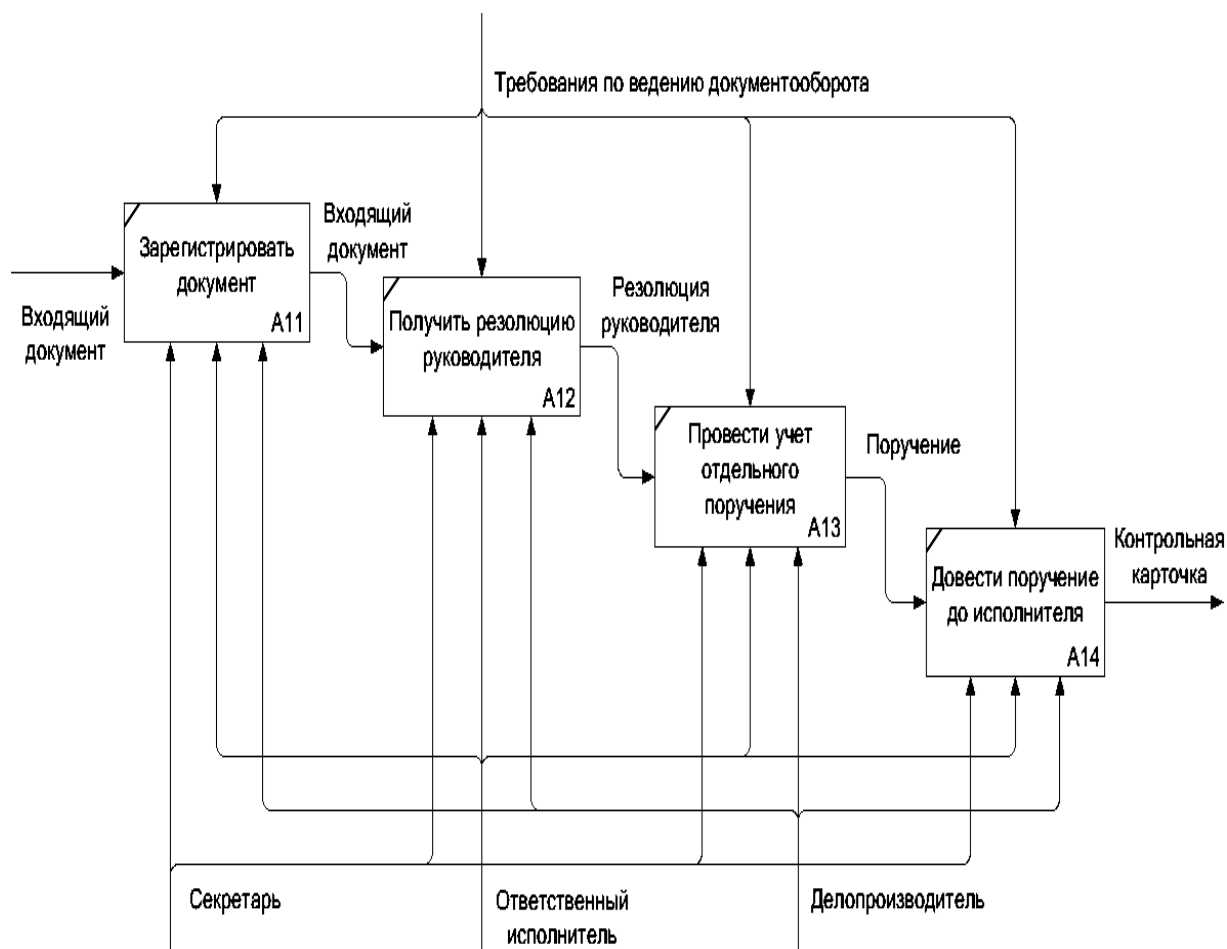 Требования по ведению документооборота
Входящий
документ
Зарегистрировать
документ
A11
Входящий
документ
Получить резолюцию
руководителя
A12
Резолюция
руководителя
Провести учет
отдельного
поручения
A13
Поручение
Довести поручение
до исполнителя
A14
Контрольная
карточка
Секретарь
Ответственный
исполнитель
Делопроизводитель